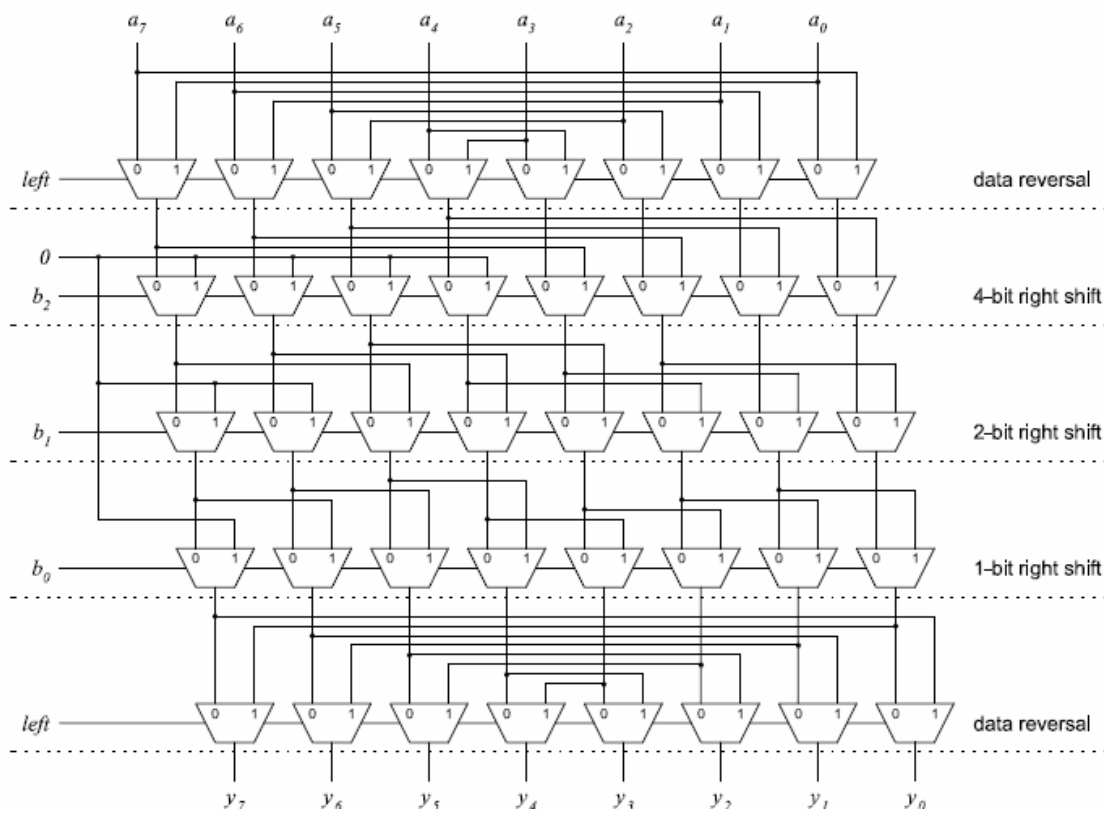 a7 a6 a5 a4 a3 a2 a1 a0
0 1 0 1 0 1 0 1 0 1 0 1 0 1 0 1
left data reversal
0
0 1 0 1 0 1 0 1 0 1 0 1 0 1 0 1
b2 4-bit right shift
0 1 0 1 0 1 0 1 0 1 0 1 0 1 0 1
b1 2-bit right shift
0 1 0 1 0 1 0 1 0 1 0 1 0 1 0 1
b0 1-bit right shift
0 1 0 1 0 1 0 1 0 1 0 1 0 1 0 1
left data reversal
y7 y6 y5 y4 y3 y2 y1 y0